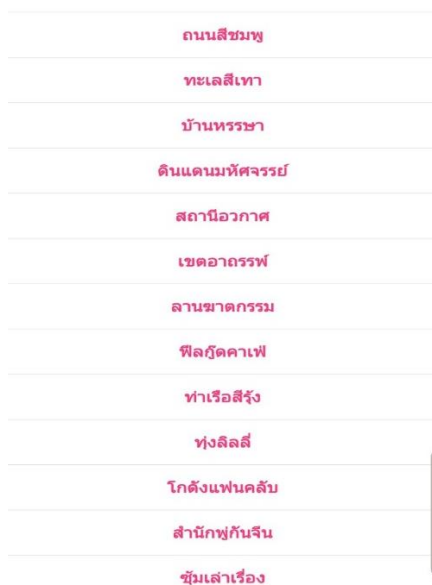 ถนนสีชมพู
ทะเลสีเทา
บ้านหรรษา
ดินแดนมหัศจรรย์
สถานีอวกาศ
เขตอาถรรพ์
ลานฆาตกรรม
ฟีลกู๊ดคาเฟ่
ท่าเรือสีรุ้ง
ทุ่งลิลลี่
โกดังแฟนคลับ
สำนักพู่กันจีน
ซุ้มเล่าเรื่อง